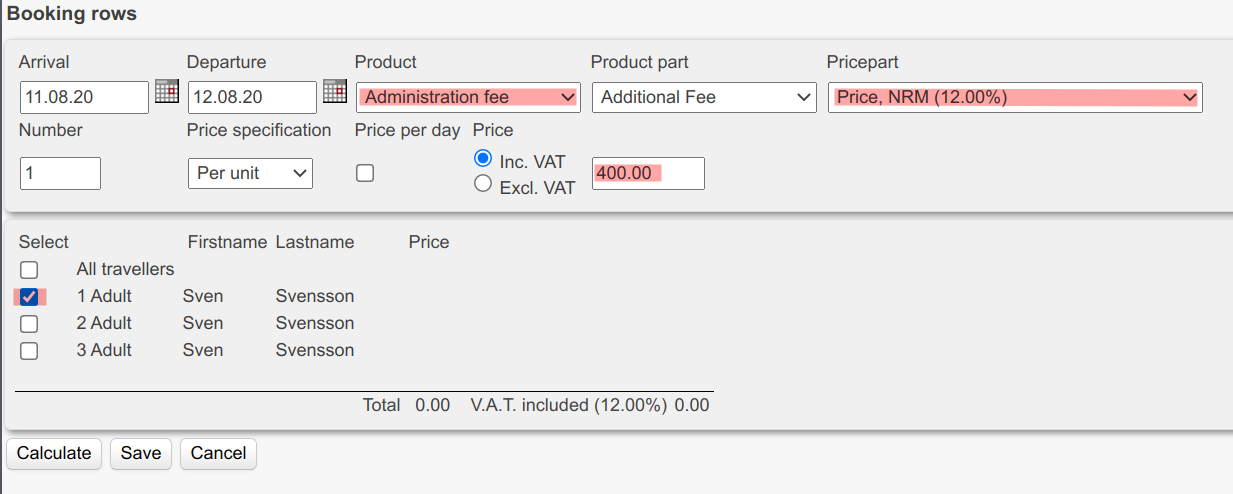 Booking rows
Arrival Departure Product Product part Pricepart
11.08.20 12.08.20 Administration fee Additional Fee Price, NRM (12.00%)
Number Price specification Price per day Price
1 Per unit Inc. VAT 400.00
Excl. VAT
Select Firstname Lastname Price
All travellers
1 Adult Sven Svensson
2 Adult Sven Svensson
3 Adult Sven Svensson
Total 0.00 V.A.T. included (12.00%) 0.00
Calculate Save Cancel